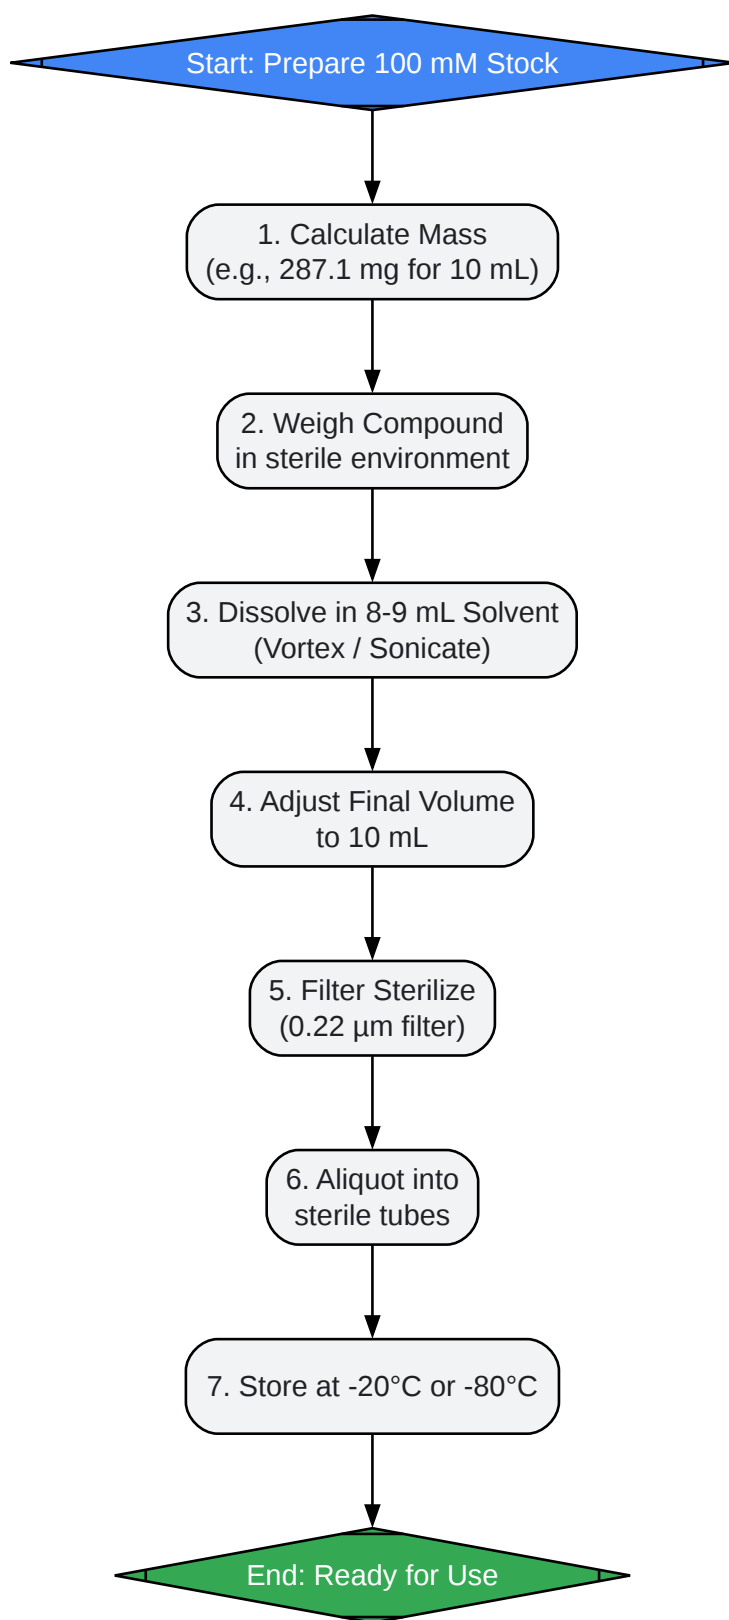 Start: Prepare 100 mM Stock
1. Calculate Mass
(e.g., 287.1 mg for 10 mL)
2. Weigh Compound
in sterile environment
3. Dissolve in 8-9 mL Solvent
(Vortex / Sonicate)
4. Adjust Final Volume
to 10 mL
5. Filter Sterilize
(0.22 µm filter)
6. Aliquot into
sterile tubes
7. Store at -20°C or -80°C
End: Ready for Use